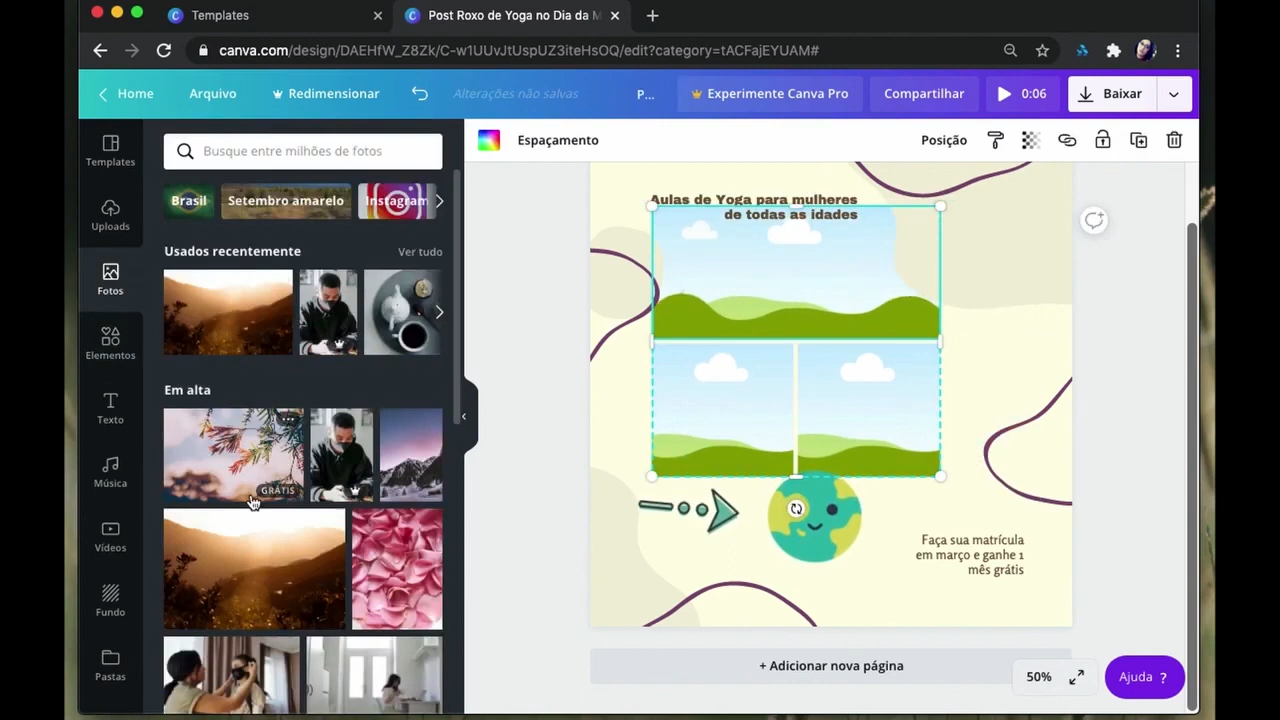 Templates
Post Roxo de Yoga no Dia da M
canva.com/design/DAEHfW_Z8Zk/C-w1UUvJtUspUZ3iteHsOQ/edit?category=tACFajEYUAM#
Home
Arquivo
Redimensionar
Alterações não salvas
P...
Experimente Canva Pro
Compartilhar
0:06
Baixar
Templates
Uploads
Fotos
Elementos
Texto
Música
Vídeos
Fundo
Pastas
Busque entre milhões de fotos
Brasil
Setembro amarelo
Instagram
Usados recentemente
Ver tudo
Em alta
GRÁTIS
Espaçamento
Posição
Aulas de Yoga para mulheres
de todas as idades
Faça sua matrícula
em março e ganhe 1
mês grátis
+ Adicionar nova página
50%
Ajuda ?